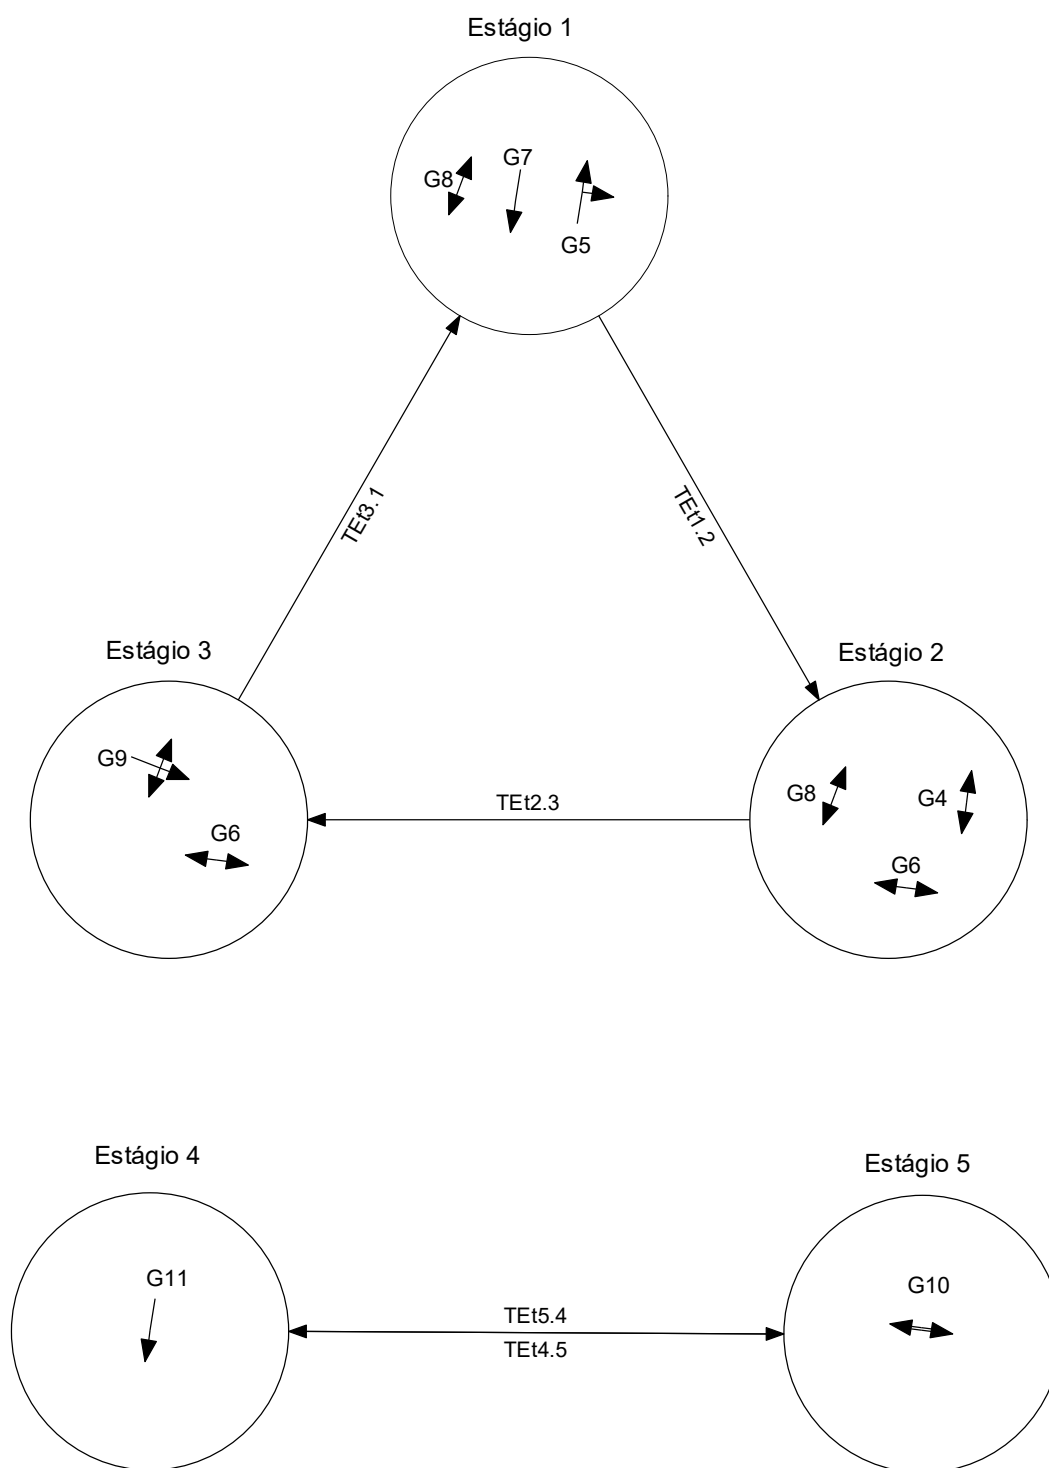 Estágio 1
G8
G7
G5
TEt3.1
TEt1.2
Estágio 3
Estágio 2
G9
G6
TEt2.3
G8
G4
G6
Estágio 4
Estágio 5
G11
G10
TEt5.4
TEt4.5